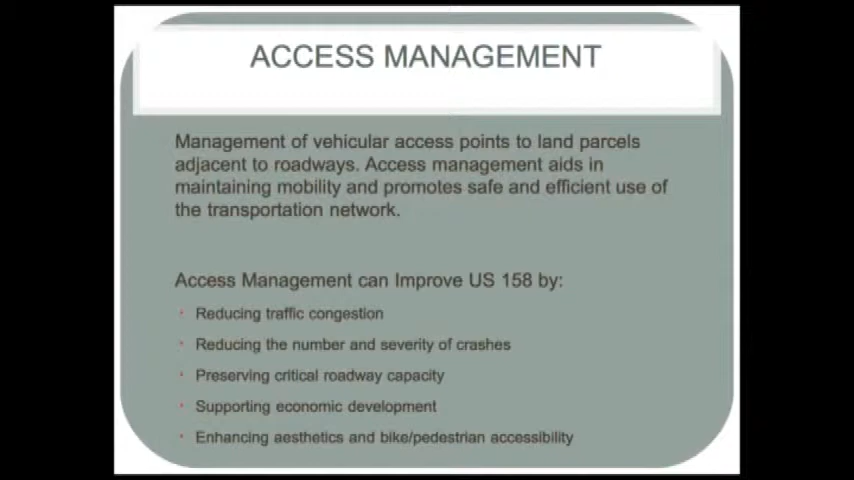 ACCESS MANAGEMENT
Management of vehicular access points to land parcels
adjacent to roadways. Access management aids in
maintaining mobility and promotes safe and efficient use of
the transportation network.
Access Management can Improve US 158 by:
• Reducing traffic congestion
• Reducing the number and severity of crashes
• Preserving critical roadway capacity
• Supporting economic development
• Enhancing aesthetics and bike/pedestrian accessibility